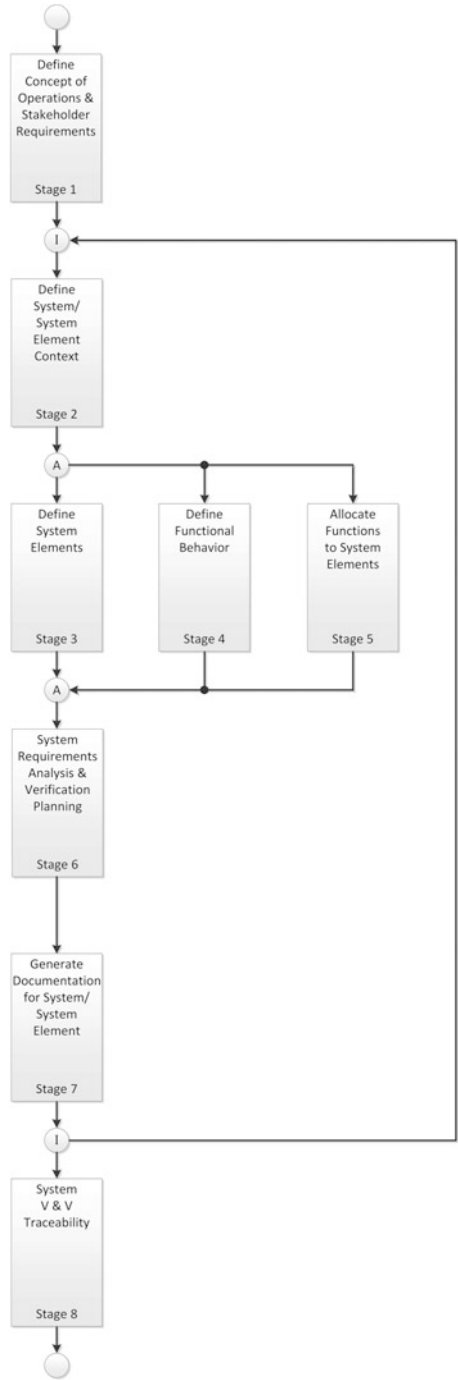 Define
Concept of
Operations &
Stakeholder
Requirements
Stage 1
I
Define
System/
System
Element
Context
Stage 2
A
Define
System
Elements
Stage 3
Define
Functional
Behavior
Stage 4
Allocate
Functions
to System
Elements
Stage 5
A
System
Requirements
Analysis &
Verification
Planning
Stage 6
Generate
Documentation
for System/
System
Element
Stage 7
I
System
V & V
Traceability
Stage 8